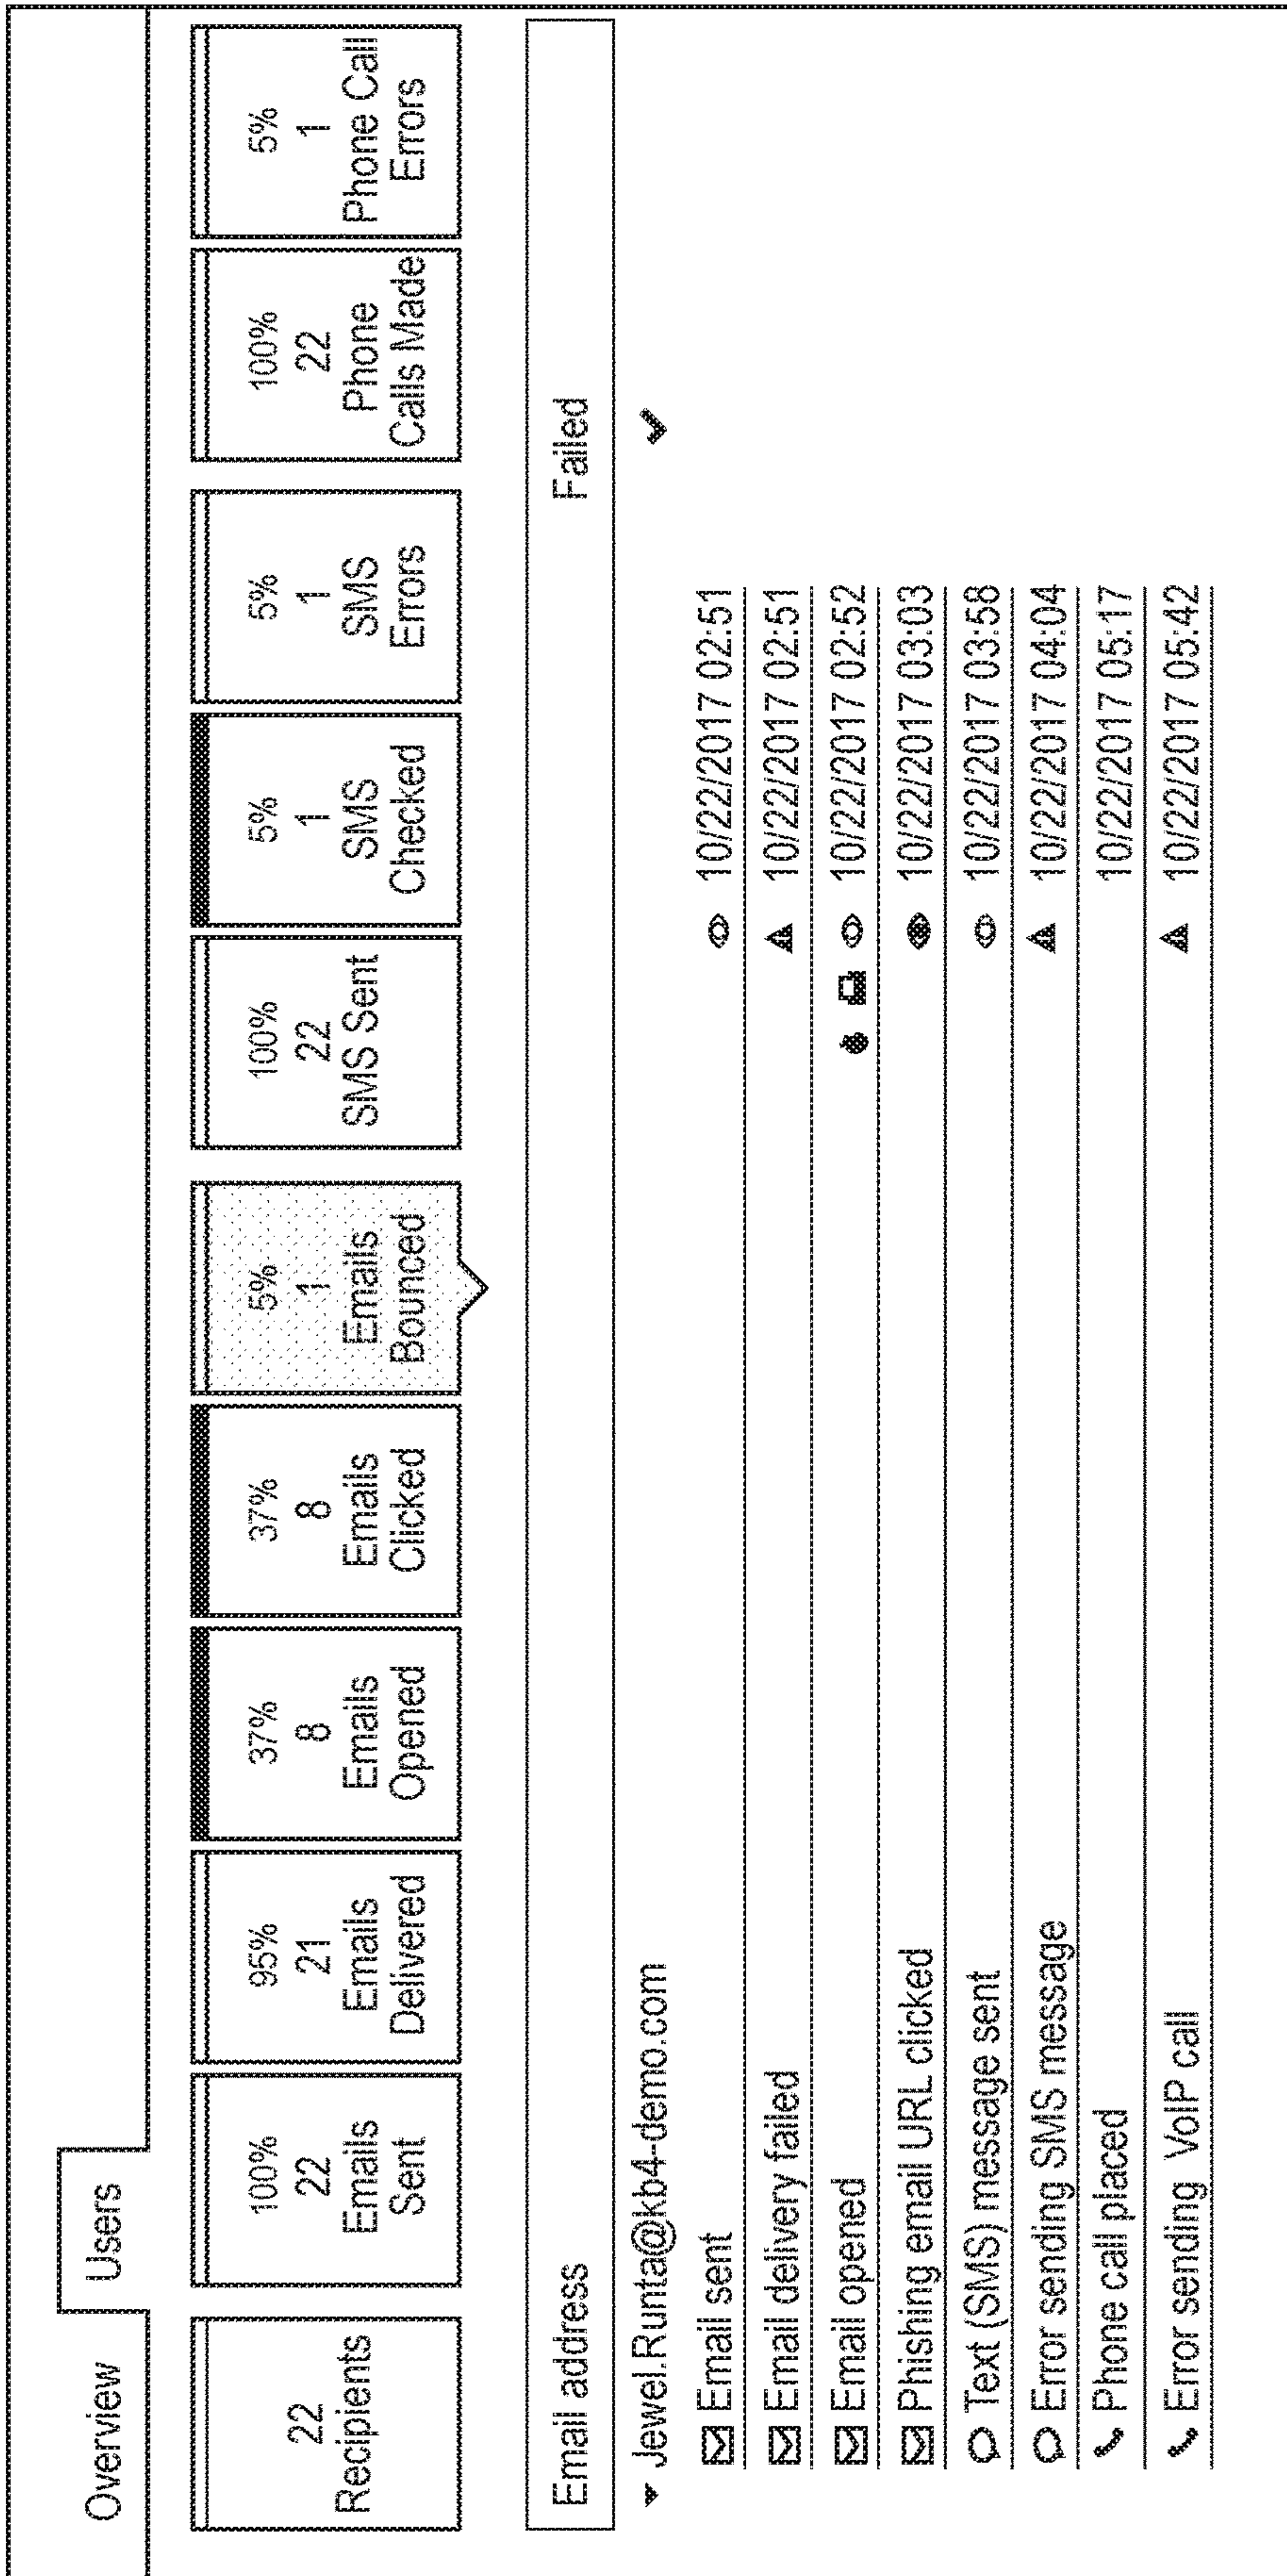 Overview
Users
22
Recipients
100%
22
Emails
Sent
95%
21
Emails
Delivered
37%
8
Emails
Opened
37%
8
Emails
Clicked
5%
1
Emails
Bounced
100%
22
SMS Sent
5%
1
SMS
Checked
5%
1
SMS
Errors
100%
22
Phone
Calls Made
5%
1
Phone Call
Errors
Email address Failed
Jewel.Runta@kb4-demo.com
Email sent 10/22/2017 02:51
Email delivery failed 10/22/2017 02:51
Email opened 10/22/2017 02:52
Phishing email URL clicked 10/22/2017 03:03
Text (SMS) message sent 10/22/2017 03:58
Error sending SMS message 10/22/2017 04:04
Phone call placed 10/22/2017 05:17
Error sending VoIP call 10/22/2017 05:42